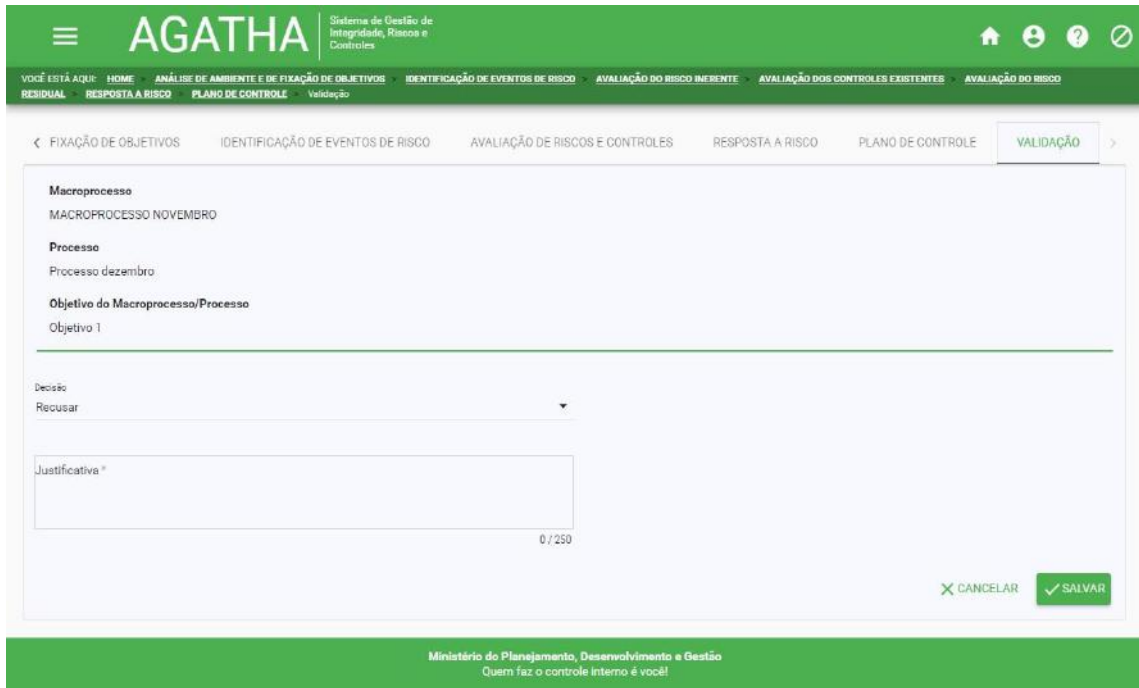 AGATHA
Sistema de Gestão de
Integridade, Riscos e
Controles
VOCÊ ESTÁ AQUI: HOME ANÁLISE DE AMBIENTE E DE FIXAÇÃO DE OBJETIVOS IDENTIFICAÇÃO DE EVENTOS DE RISCO AVALIAÇÃO DO RISCO INERENTE AVALIAÇÃO DOS CONTROLES EXISTENTES AVALIAÇÃO DO RISCO
RESIDUAL RESPOSTA A RISCO PLANO DE CONTROLE Validação
FIXAÇÃO DE OBJETIVOS IDENTIFICAÇÃO DE EVENTOS DE RISCO AVALIAÇÃO DE RISCOS E CONTROLES RESPOSTA A RISCO PLANO DE CONTROLE VALIDAÇÃO
Macroprocesso
MACROPROCESSO NOVEMBRO
Processo
Processo dezembro
Objetivo do Macroprocesso/Processo
Objetivo 1
Decisão
Recusar
Justificativa *
0 / 250
CANCELAR SALVAR
Ministério do Planejamento, Desenvolvimento e Gestão
Quem faz o controle interno é você!